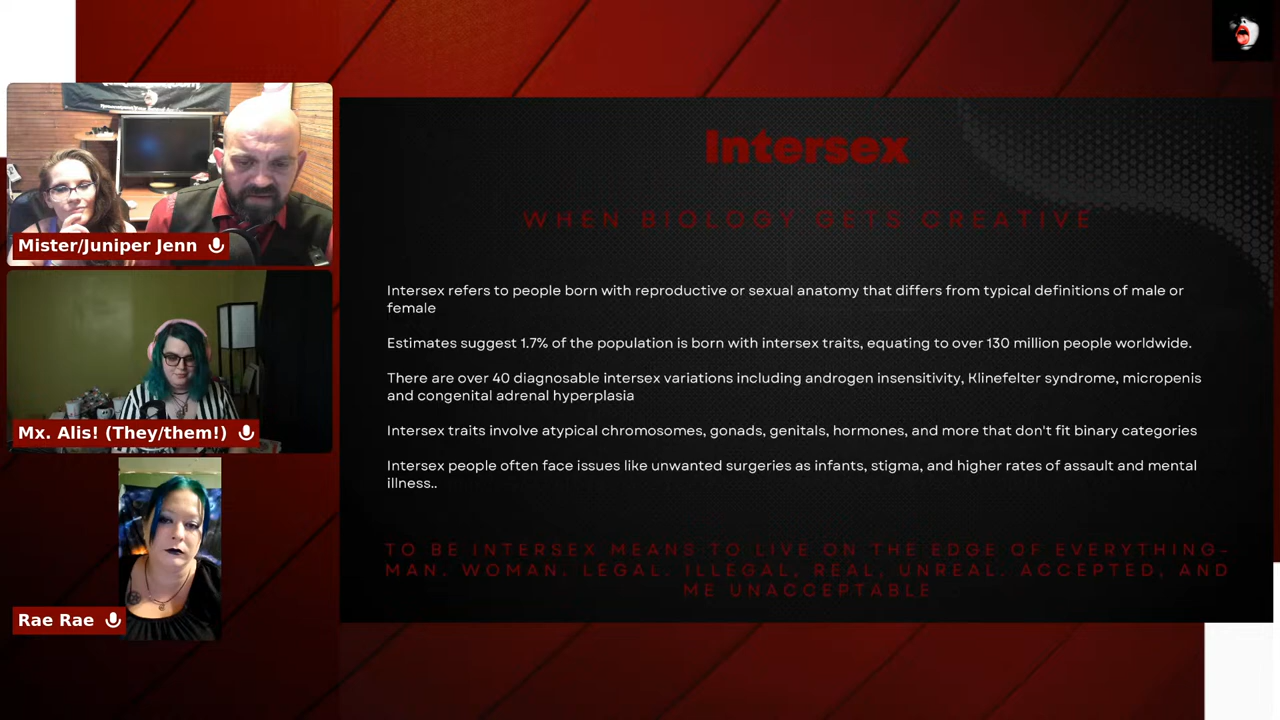 Intersex
WHEN BIOLOGY GETS CREATIVE
Intersex refers to people born with reproductive or sexual anatomy that differs from typical definitions of male or
female
Estimates suggest 1.7% of the population is born with intersex traits, equating to over 130 million people worldwide.
There are over 40 diagnosable intersex variations including androgen insensitivity, Klinefelter syndrome, micropenis
and congenital adrenal hyperplasia
Intersex traits involve atypical chromosomes, gonads, genitals, hormones, and more that don't fit binary categories
Intersex people often face issues like unwanted surgeries as infants, stigma, and higher rates of assault and mental
illness..
TO BE INTERSEX MEANS TO LIVE ON THE EDGE OF EVERYTHING-
MAN. WOMAN. LEGAL. ILLEGAL, REAL, UNREAL. ACCEPTED, AND
ME UNACCEPTABLE
Mister/Juniper Jenn
Mx. Alis! (They/them!)
Rae Rae